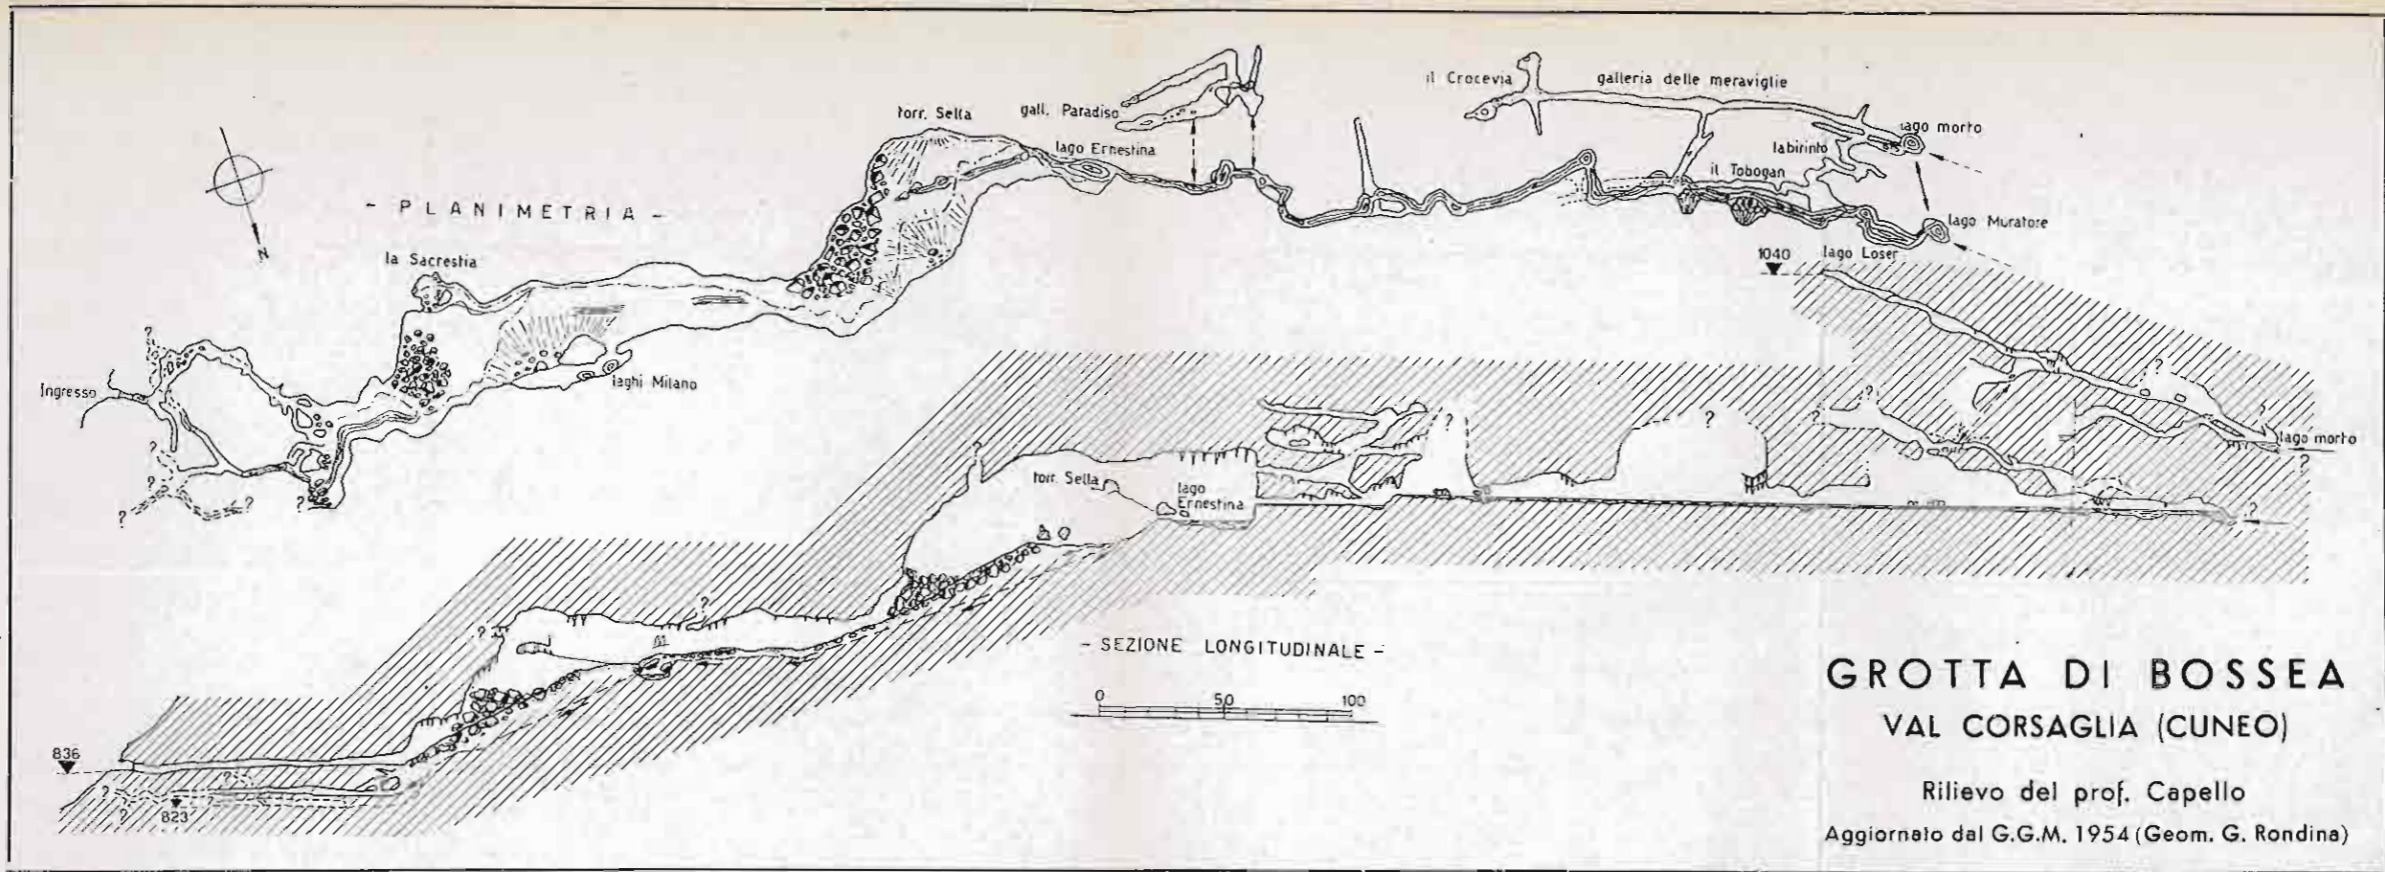 il Crocevia
galleria delle meraviglie
torr. Sella
gall. Paradiso
lago Ernestina
lago morto
labirinto
il Tobogan
lago Muratore
- PLANIMETRIA -
N
la Sacrestia
1040
lago Loser
?
Ingresso
laghi Milano
?
?
?
?
?
?
?
?
?
?
?
?
?
lago morto
?
torr. Sella
lago
Ernestina
?
?
?
- SEZIONE LONGITUDINALE -
0 50 100
836
?
?
?
?
823
GROTTA DI BOSSEA
VAL CORSAGLIA (CUNEO)
Rilievo del prof. Capello
Aggiornato dal G.G.M. 1954 (Geom. G. Rondina)